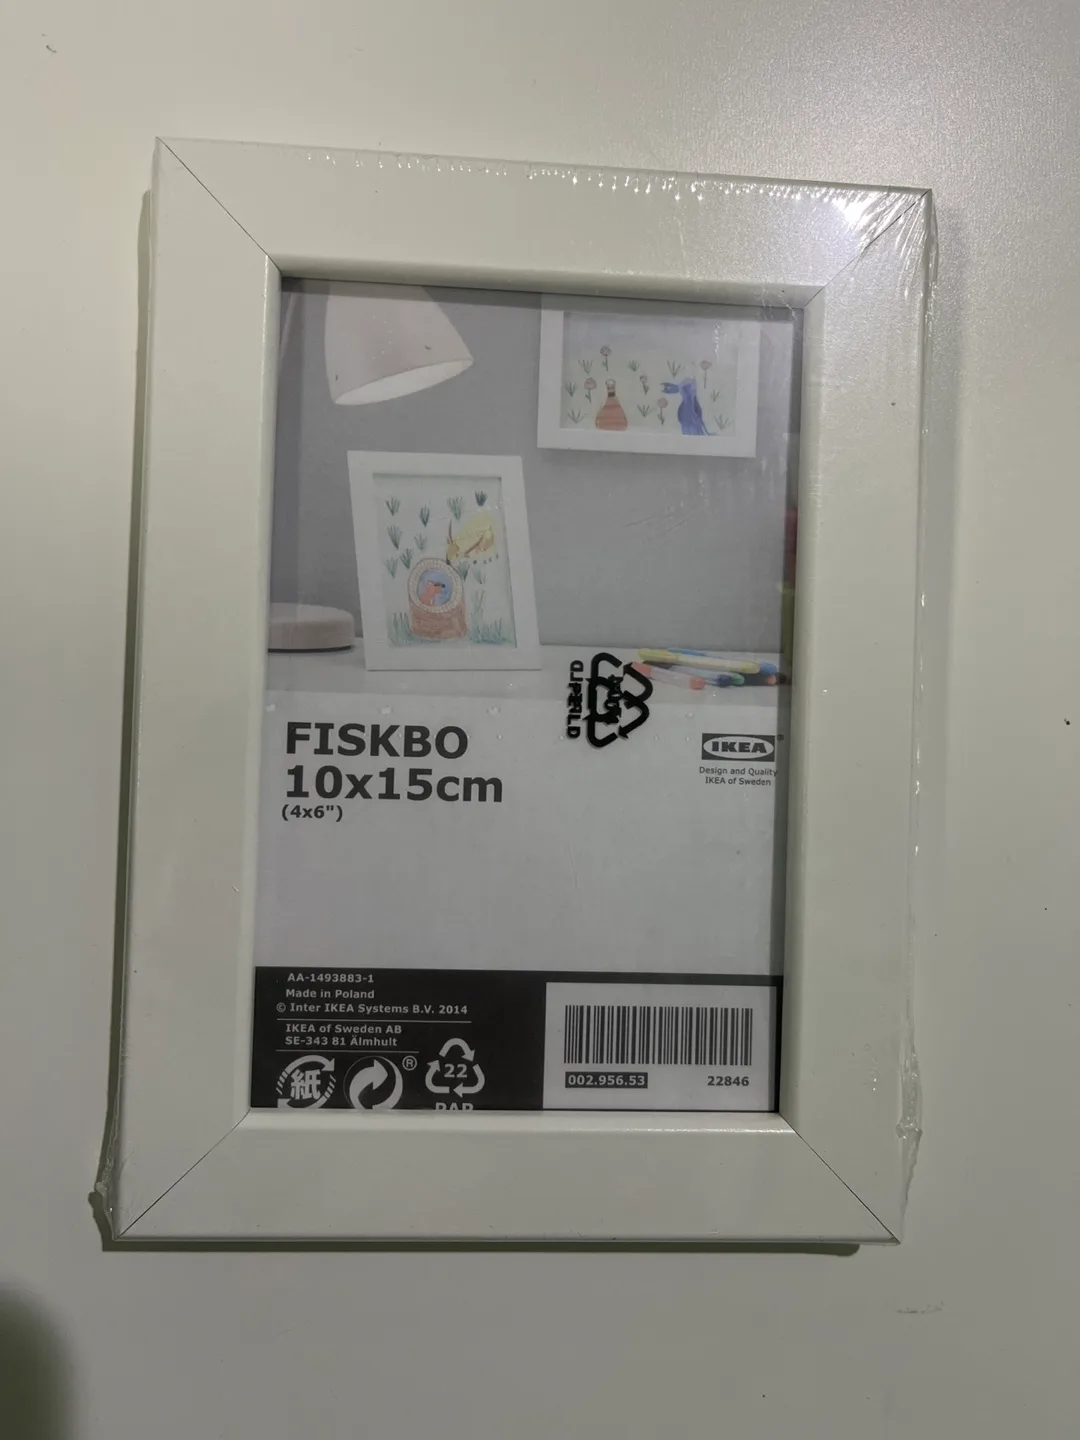 FISKBO
10x15cm
(4x6")
IKEA
Design and Quality
IKEA of Sweden
AA-1493883-1
Made in Poland
© Inter IKEA Systems B.V. 2014
IKEA of Sweden AB
SE-343 81 Älmhult
紙
®
22
PAP
002.956.53
22846